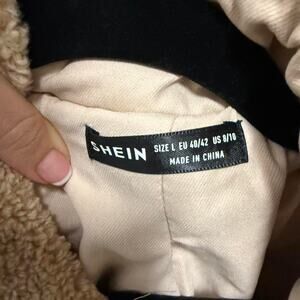 SHEIN
SIZE L EU 40/42 US 8/10
MADE IN CHINA